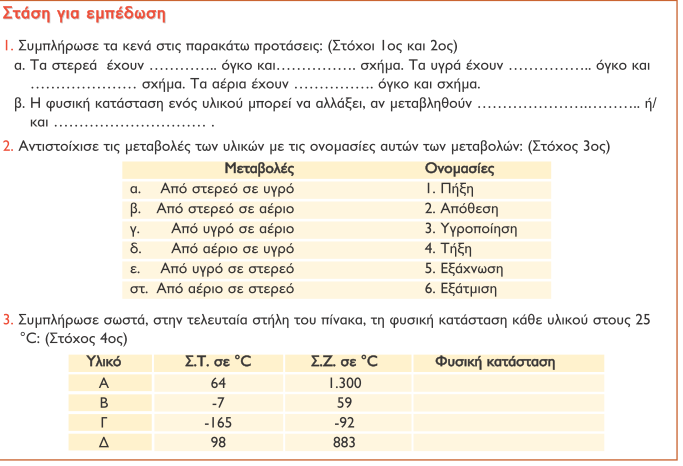 Στάση για εμπέδωση
1. Συμπλήρωσε τα κενά στις παρακάτω προτάσεις: (Στόχοι 1ος και 2ος)
α. Τα στερεά έχουν ………….. όγκο και……………. σχήμα. Τα υγρά έχουν …………….. όγκο και
………………… σχήμα. Τα αέρια έχουν ……………. όγκο και σχήμα.
β. Η φυσική κατάσταση ενός υλικού μπορεί να αλλάξει, αν μεταβληθούν ………………….……….. ή/
και ………………………… .
2. Αντιστοίχισε τις μεταβολές των υλικών με τις ονομασίες αυτών των μεταβολών: (Στόχος 3ος)
Μεταβολές Ονομασίες
α. Από στερεό σε υγρό 1. Πήξη
β. Από στερεό σε αέριο 2. Απόθεση
γ. Από υγρό σε αέριο 3. Υγροποίηση
δ. Από αέριο σε υγρό 4. Τήξη
ε. Από υγρό σε στερεό 5. Εξάχνωση
στ. Από αέριο σε στερεό 6. Εξάτμιση
3. Συμπλήρωσε σωστά, στην τελευταία στήλη του πίνακα, τη φυσική κατάσταση κάθε υλικού στους 25
°C: (Στόχος 4ος)
Υλικό Σ.Τ. σε °C Σ.Ζ. σε °C Φυσική κατάσταση
Α 64 1.300
Β -7 59
Γ -165 -92
Δ 98 883